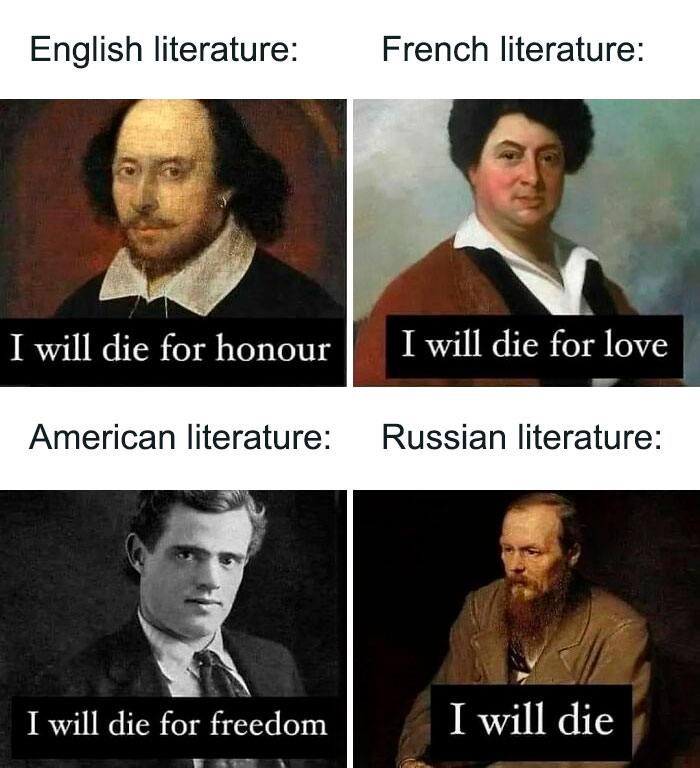 English literature:
French literature:
I will die for honour
I will die for love
American literature:
Russian literature:
I will die for freedom
I will die